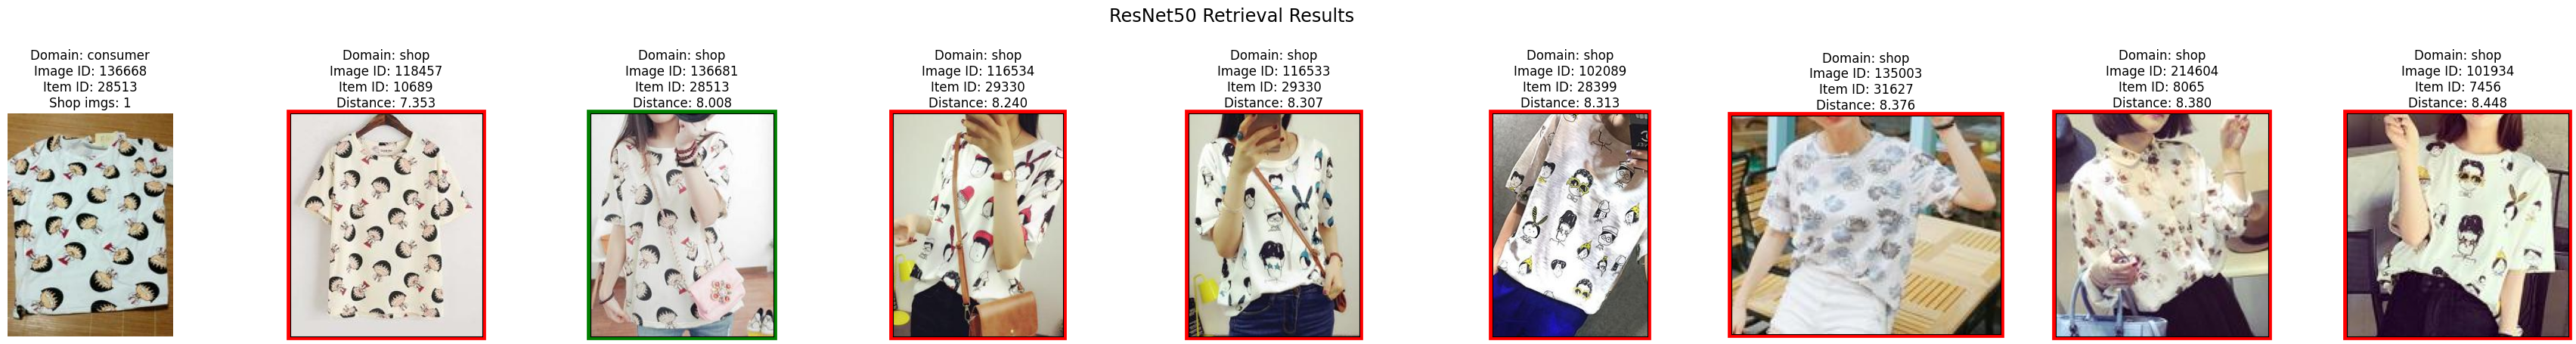 ResNet50 Retrieval Results
Domain: consumer
Image ID: 136668
Item ID: 28513
Shop imgs: 1
Domain: shop
Image ID: 118457
Item ID: 10689
Distance: 7.353
Domain: shop
Image ID: 136681
Item ID: 28513
Distance: 8.008
Domain: shop
Image ID: 116534
Item ID: 29330
Distance: 8.240
Domain: shop
Image ID: 116533
Item ID: 29330
Distance: 8.307
Domain: shop
Image ID: 102089
Item ID: 28399
Distance: 8.313
Domain: shop
Image ID: 135003
Item ID: 31627
Distance: 8.376
Domain: shop
Image ID: 214604
Item ID: 8065
Distance: 8.380
Domain: shop
Image ID: 101934
Item ID: 7456
Distance: 8.448